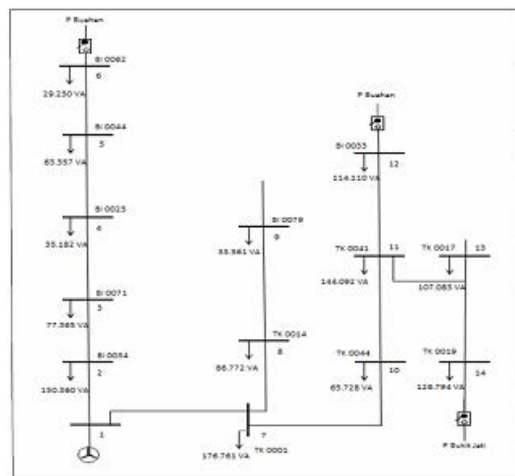 P Buahan
BI 0062
6
29.230 VA
BI 0044
5
63.357 VA
BI 0023
4
35.182 VA
BI 0071
3
77.365 VA
BI 0034
2
150.360 VA
1
BI 0079
9
33.361 VA
TK 0014
8
86.772 VA
7
176.761 VA
TK 0001
P Buahan
BI 0033
12
114.110 VA
TK 0041
11
144.092 VA
TK 0017
13
107.083 VA
TK 0044
10
65.728 VA
TK 0019
14
128.794 VA
P Bukit Jati